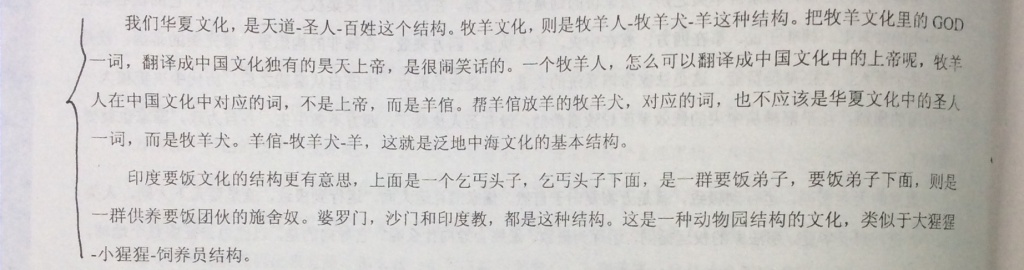 我们华夏文化，是天道-圣人-百姓这个结构。牧羊文化，则是牧羊人-牧羊犬-羊这种结构。把牧羊文化里的 GOD
一词，翻译成中国文化独有的昊天上帝，是很闹笑话的。一个牧羊人，怎么可以翻译成中国文化中的上帝呢，牧羊
人在中国文化中对应的词，不是上帝，而是羊倌。帮羊倌放羊的牧羊犬，对应的词，也不应该是华夏文化中的圣人
一词，而是牧羊犬。羊倌-牧羊犬-羊，这就是泛地中海文化的基本结构。
印度要饭文化的结构更有意思，上面是一个乞丐头子，乞丐头子下面，是一群要饭弟子，要饭弟子下面，则是
一群供养要饭团伙的施舍奴。婆罗门，沙门和印度教，都是这种结构。这是一种动物园结构的文化，类似于大猩猩
-小猩猩-饲养员结构。